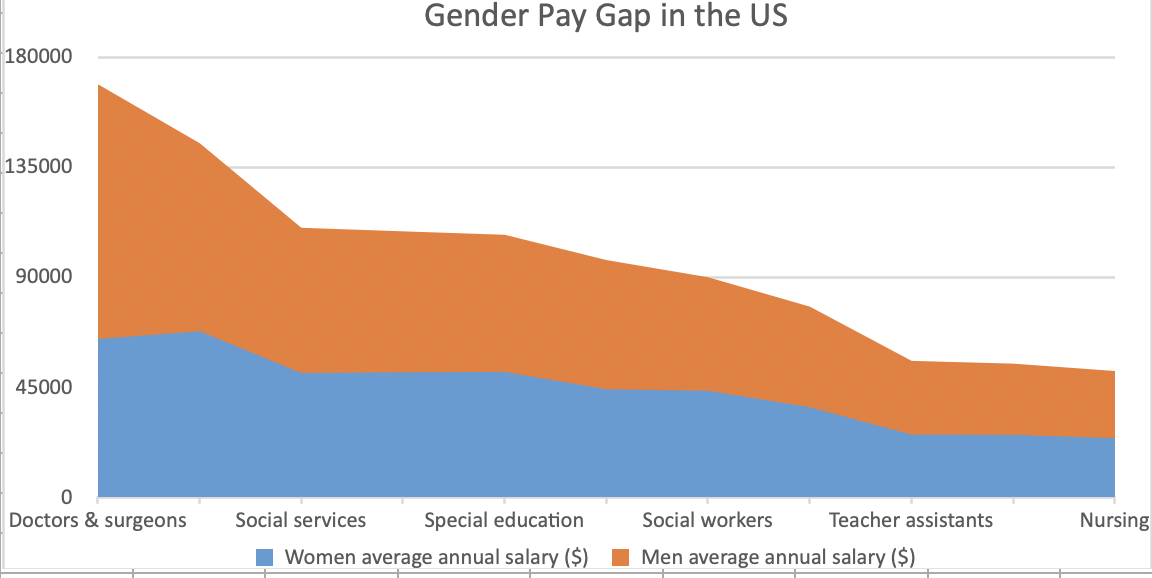 Gender Pay Gap in the US
180000
135000
90000
45000
0
Doctors & surgeons Social services Special education Social workers Teacher assistants Nursing
Women average annual salary ($) Men average annual salary ($)